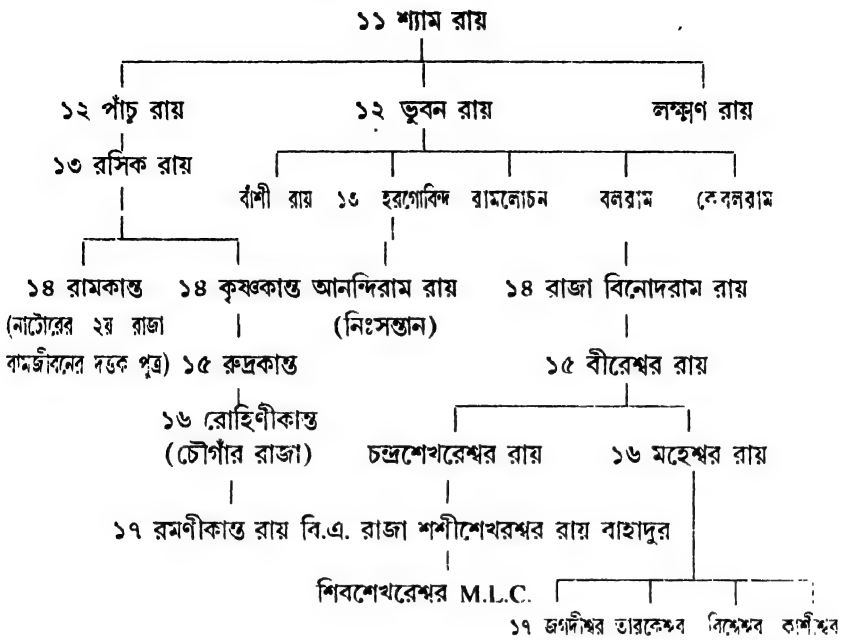 ১১ শ্যাম রায়
১২ পাঁচু রায় ১২ ভুবন রায় লক্ষ্মণ রায়
১৩ রসিক রায়
বাঁশী রায় ১৩ হরগোবিন্দ রামলোচন বলরাম কেবলরাম
১৪ রামকান্ত ১৪ কৃষ্ণকান্ত আনন্দিরাম রায় ১৪ রাজা বিনোদরাম রায়
(নাটোরের ২য় রাজা (নিঃসন্তান)
রামজীবনের দত্তক পুত্র) ১৫ রুদ্রকান্ত ১৫ বীরেশ্বর রায়
১৬ রোহিণীকান্ত
(চৌগাঁর রাজা) চন্দ্রশেখরেশ্বর রায় ১৬ মহেশ্বর রায়
১৭ রমণীকান্ত রায় বি.এ. রাজা শশীশেখরশ্বর রায় বাহাদুর
শিবশেখরেশ্বর M.L.C.
১৭ জগদীশ্বর তারকেশ্বর বিশ্বেশ্বর কাশীশ্বর